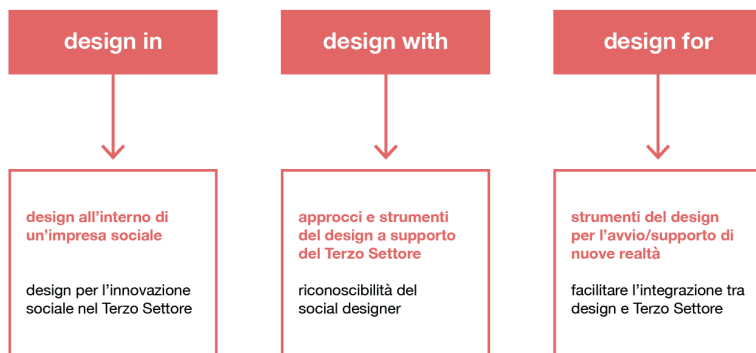 design in
design all’interno di
un’impresa sociale
design per l’innovazione
sociale nel Terzo Settore
design with
approcci e strumenti
del design a supporto
del Terzo Settore
riconoscibilità del
social designer
design for
strumenti del design
per l’avvio/supporto di
nuove realtà
facilitare l’integrazione tra
design e Terzo Settore